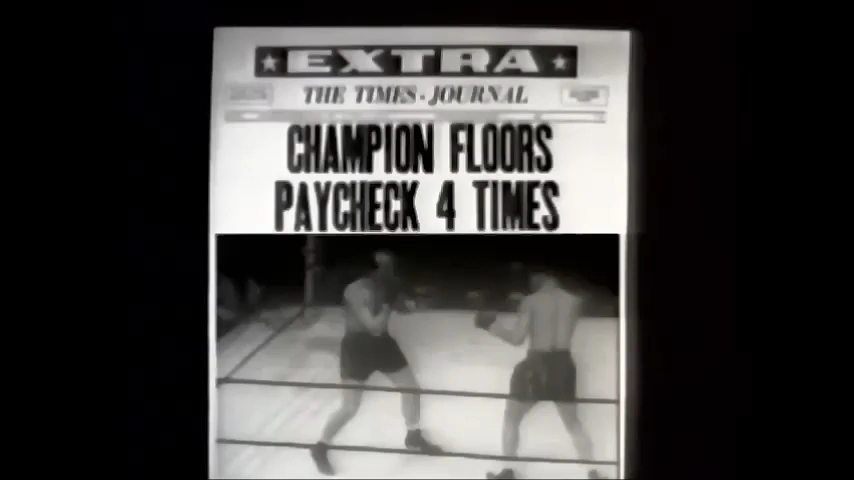 EXTRA
THE TIMES-JOURNAL
CHAMPION FLOORS
PAYCHECK 4 TIMES